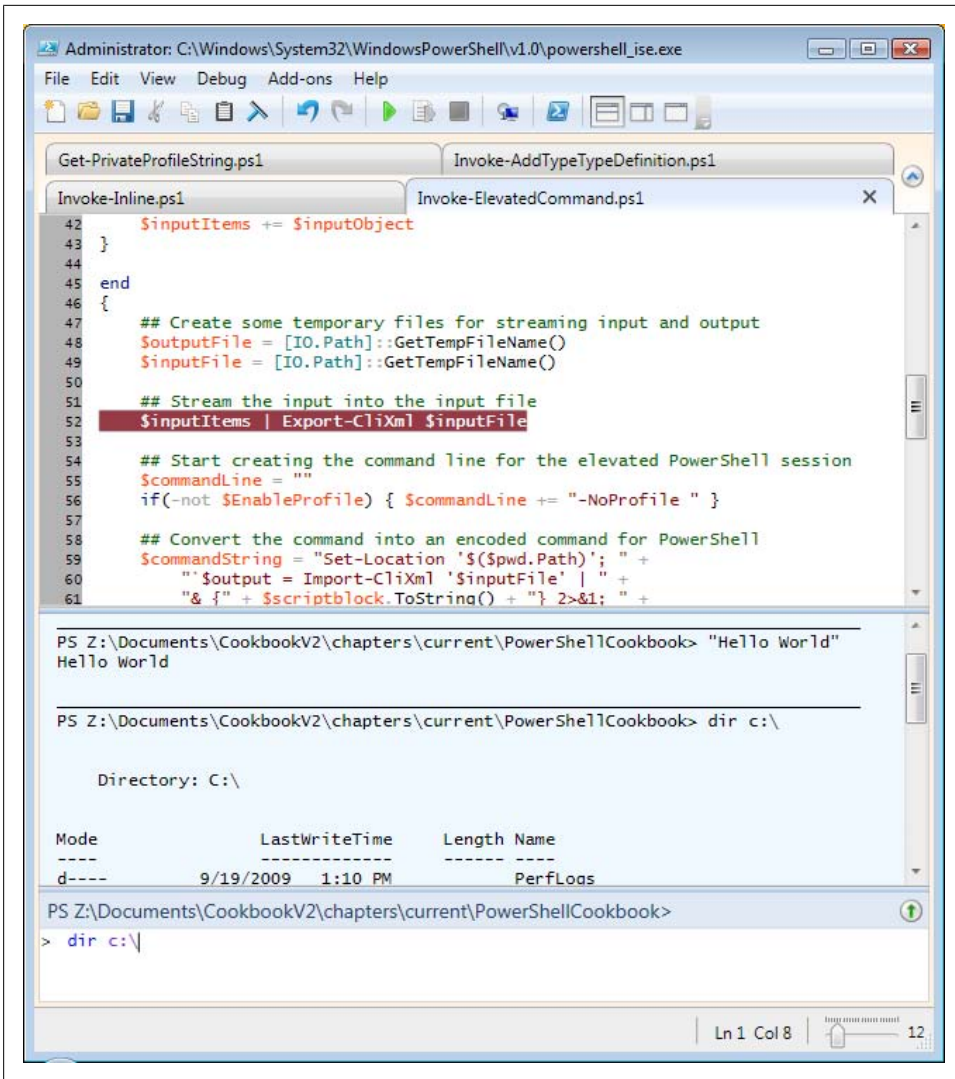 Administrator: C:\Windows\System32\WindowsPowerShell\v1.0\powershell_ise.exe
File Edit View Debug Add-ons Help
Get-PrivateProfileString.ps1 Invoke-AddTypeTypeDefinition.ps1
Invoke-Inline.ps1 Invoke-ElevatedCommand.ps1
42 $inputItems += $inputObject
43 }
44
45 end
46 {
47 ## Create some temporary files for streaming input and output
48 $outputFile = [IO.Path]::GetTempFileName()
49 $inputFile = [IO.Path]::GetTempFileName()
50
51 ## Stream the input into the input file
52 $inputItems | Export-CliXml $inputFile
53
54 ## Start creating the command line for the elevated PowerShell session
55 $commandLine = ""
56 if(-not $EnableProfile) { $commandLine += "-NoProfile " }
57
58 ## Convert the command into an encoded command for PowerShell
59 $commandString = "Set-Location '$($pwd.Path)'; " +
60 "`$output = Import-CliXml '$inputFile' | " +
61 "& {" + $scriptblock.ToString() + "} 2>&1; " +
PS Z:\Documents\CookbookV2\chapters\current\PowerShellCookbook> "Hello World"
Hello World
PS Z:\Documents\CookbookV2\chapters\current\PowerShellCookbook> dir c:\
Directory: C:\
Mode LastWriteTime Length Name
---- ------------- ------ ----
d---- 9/19/2009 1:10 PM PerfLogs
PS Z:\Documents\CookbookV2\chapters\current\PowerShellCookbook>
> dir c:\
Ln 1 Col 8 12